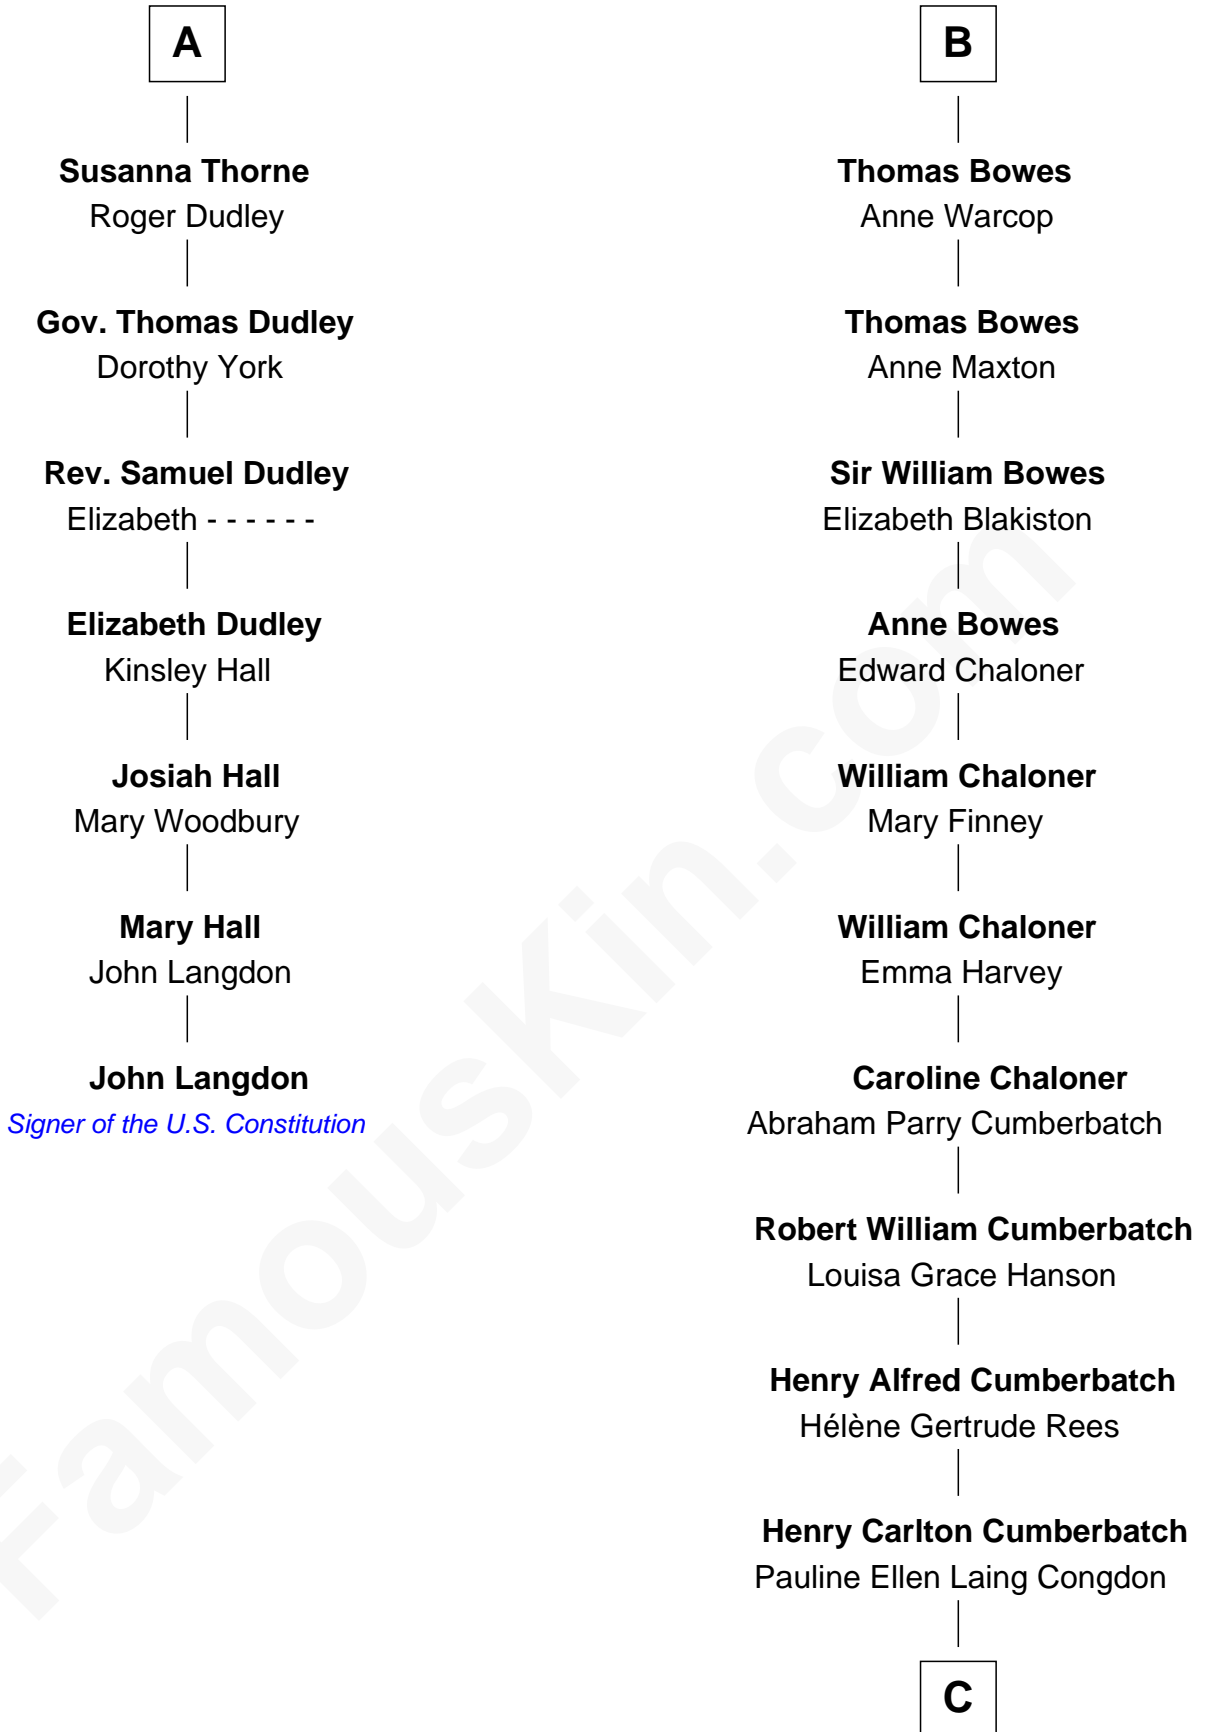 A
Susanna Thorne
Roger Dudley
Gov. Thomas Dudley
Dorothy York
Rev. Samuel Dudley
Elizabeth - - - - - -
Elizabeth Dudley
Kinsley Hall
Josiah Hall
Mary Woodbury
Mary Hall
John Langdon
John Langdon
Signer of the U.S. Constitution
B
Thomas Bowes
Anne Warcop
Thomas Bowes
Anne Maxton
Sir William Bowes
Elizabeth Blakiston
Anne Bowes
Edward Chaloner
William Chaloner
Mary Finney
William Chaloner
Emma Harvey
Caroline Chaloner
Abraham Parry Cumberbatch
Robert William Cumberbatch
Louisa Grace Hanson
Henry Alfred Cumberbatch
Hélène Gertrude Rees
Henry Carlton Cumberbatch
Pauline Ellen Laing Congdon
C
FamousKin.com